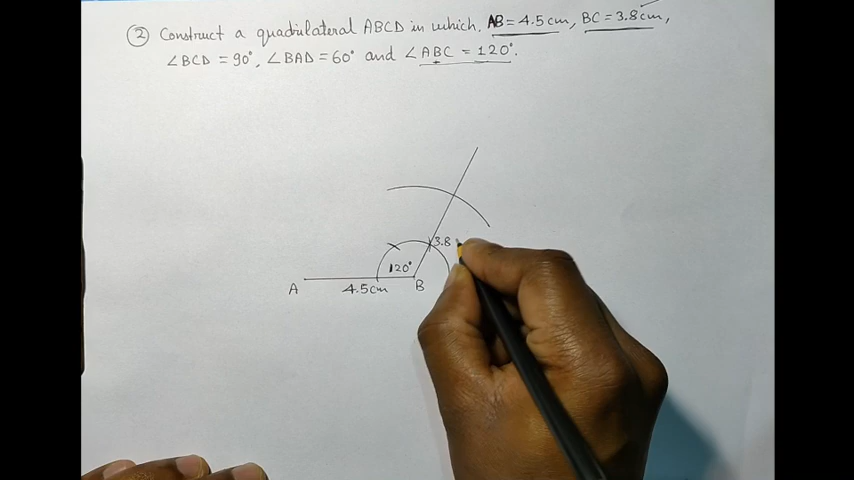 ② Construct a quadrilateral ABCD in which, AB = 4.5 cm, BC = 3.8 cm,
∠BCD = 90°, ∠BAD = 60° and ∠ABC = 120°.
3.8
120°
A 4.5cm B